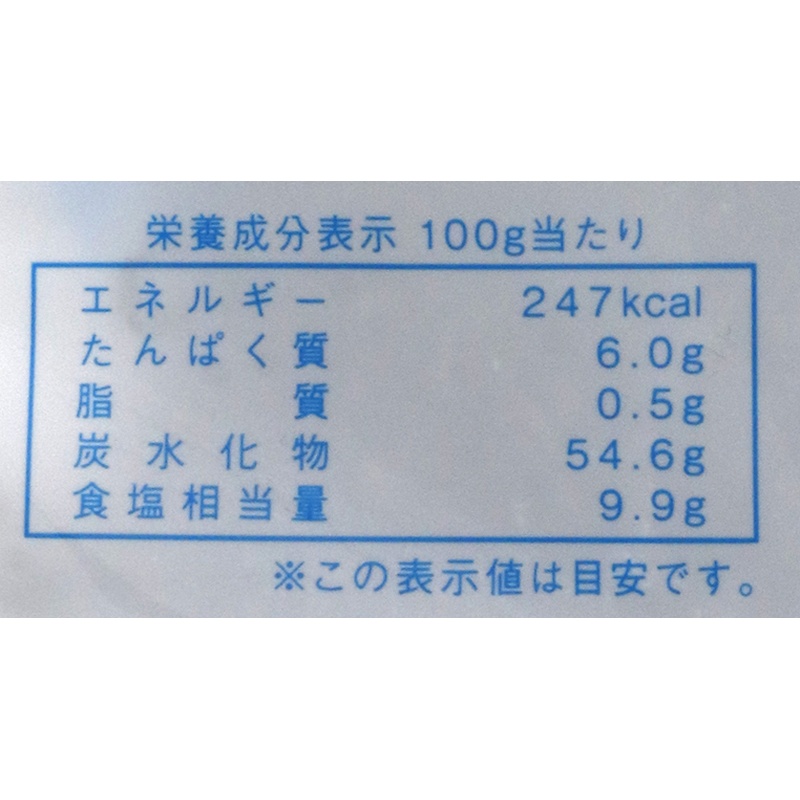 栄養成分表示 100g当たり
エネルギー 247kcal
たんぱく質 6.0g
脂質 0.5g
炭水化物 54.6g
食塩相当量 9.9g
※この表示値は目安です。